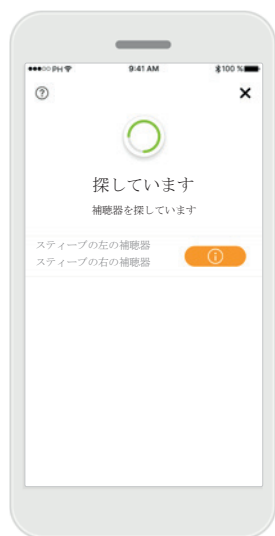 ●●●○○ PH 9:41 AM 100 %
探しています
補聴器を探しています
スティーブの左の補聴器
スティーブの右の補聴器